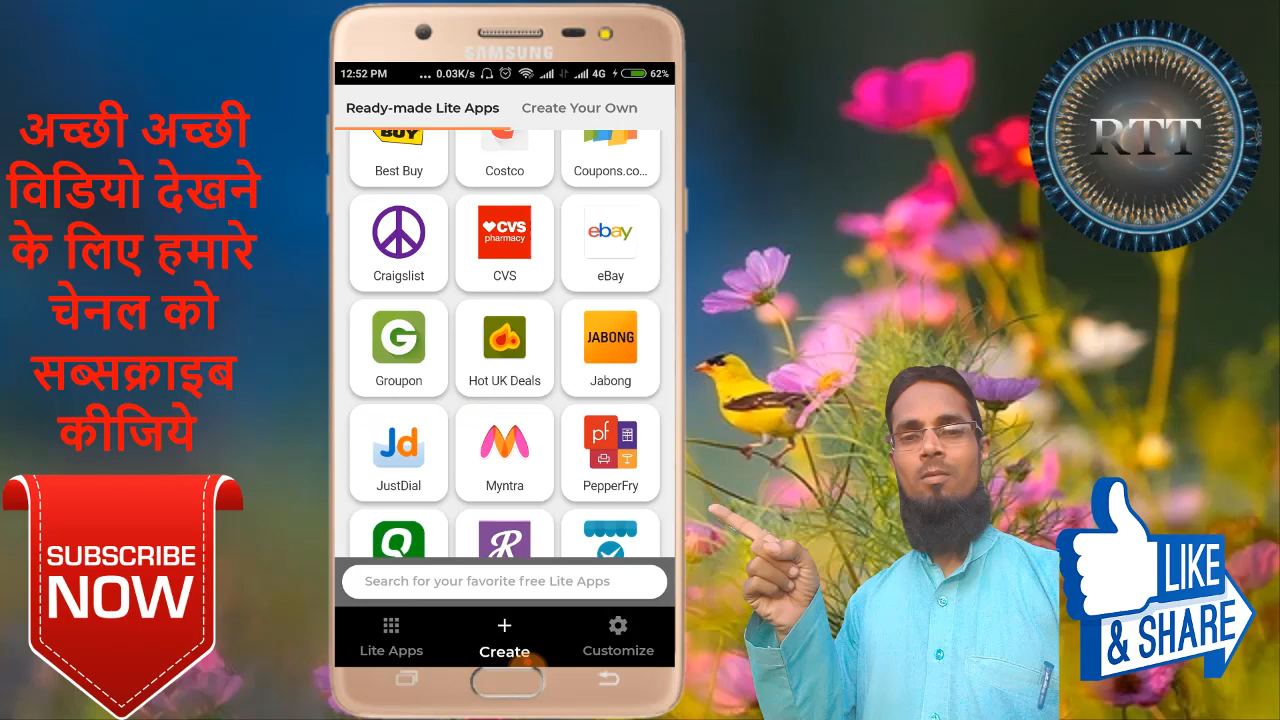 अच्छी अच्छी
विडियो देखने
के लिए हमारे
चेनल को
सब्सक्राइब
कीजिये
SUBSCRIBE
NOW
SAMSUNG
12:52 PM ... 0.03K/s 4G 62%
Ready-made Lite Apps Create Your Own
BUY
Best Buy Costco Coupons.co...
CVS
pharmacy
ebay
Craigslist CVS eBay
G JABONG
Groupon Hot UK Deals Jabong
Jd pf
JustDial Myntra PepperFry
R
Search for your favorite free Lite Apps
Lite Apps Create Customize
RTT
LIKE
& SHARE